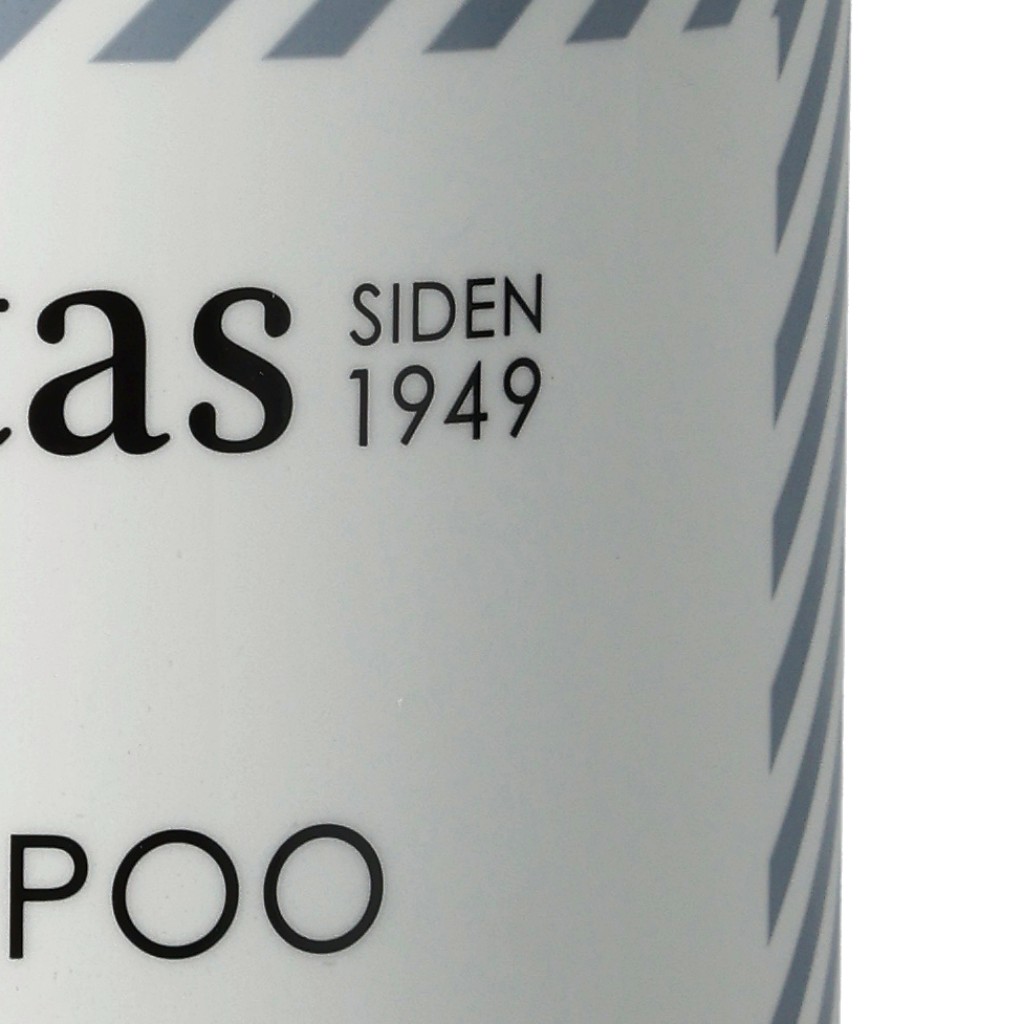 tas SIDEN
1949
POO